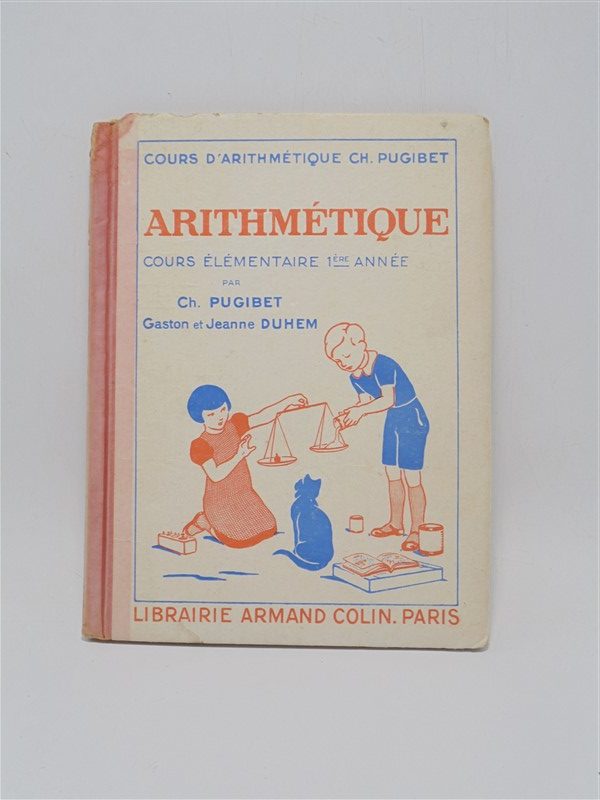 COURS D'ARITHMÉTIQUE CH. PUGIBET
ARITHMÉTIQUE
COURS ÉLÉMENTAIRE 1ÈRE ANNÉE
PAR
Ch. PUGIBET
Gaston et Jeanne DUHEM
LIBRAIRIE ARMAND COLIN. PARIS